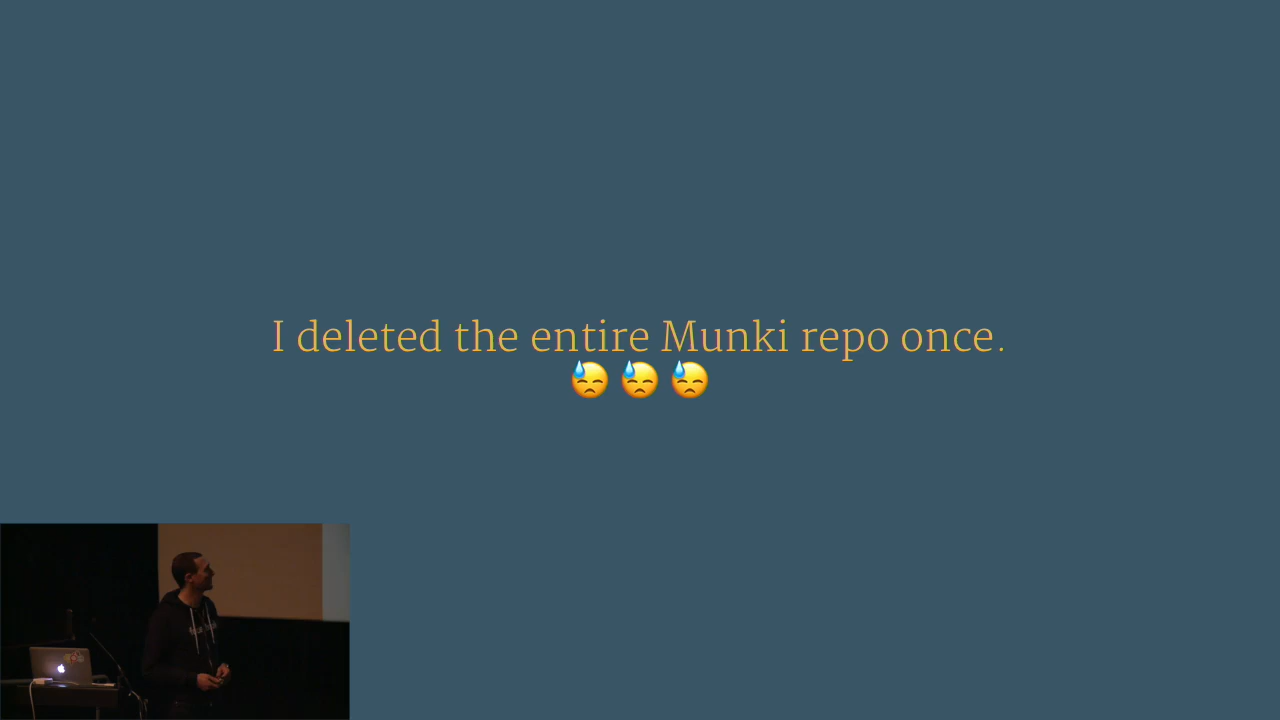 I deleted the entire Munki repo once.
😓 😓 😓